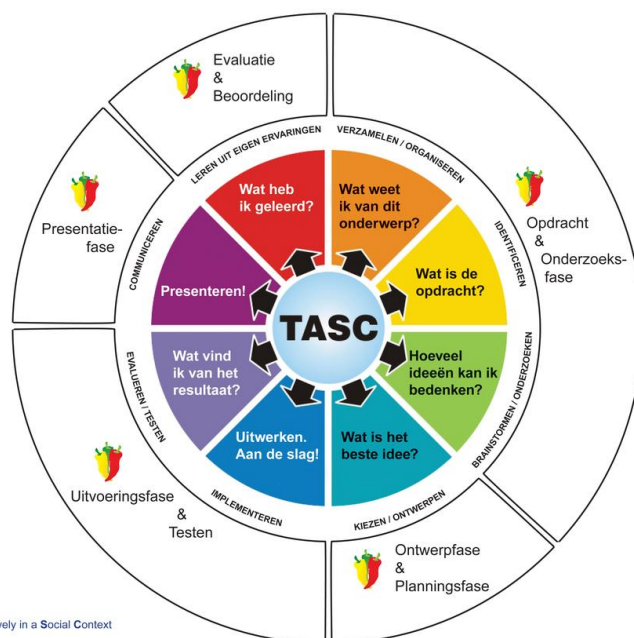 Evaluatie
&
Beoordeling
Opdracht
&
Onderzoeks-
fase
Presentatie-
fase
Uitvoeringsfase
&
Testen
Ontwerpfase
&
Planningsfase
LEREN UIT EIGEN ERVARINGEN
VERZAMELEN / ORGANISEREN
IDENTIFICEREN
BRAINSTORMEN / ONDERZOEKEN
KIEZEN / ONTWERPEN
IMPLEMENTEREN
EVALUEREN / TESTEN
COMMUNICEREN
Wat heb
ik geleerd?
Wat weet
ik van dit
onderwerp?
Wat is de
opdracht?
Hoeveel
ideeën kan ik
bedenken?
Wat is het
beste idee?
Uitwerken.
Aan de slag!
Wat vind
ik van het
resultaat?
Presenteren!
TASC
vely in a Social Context